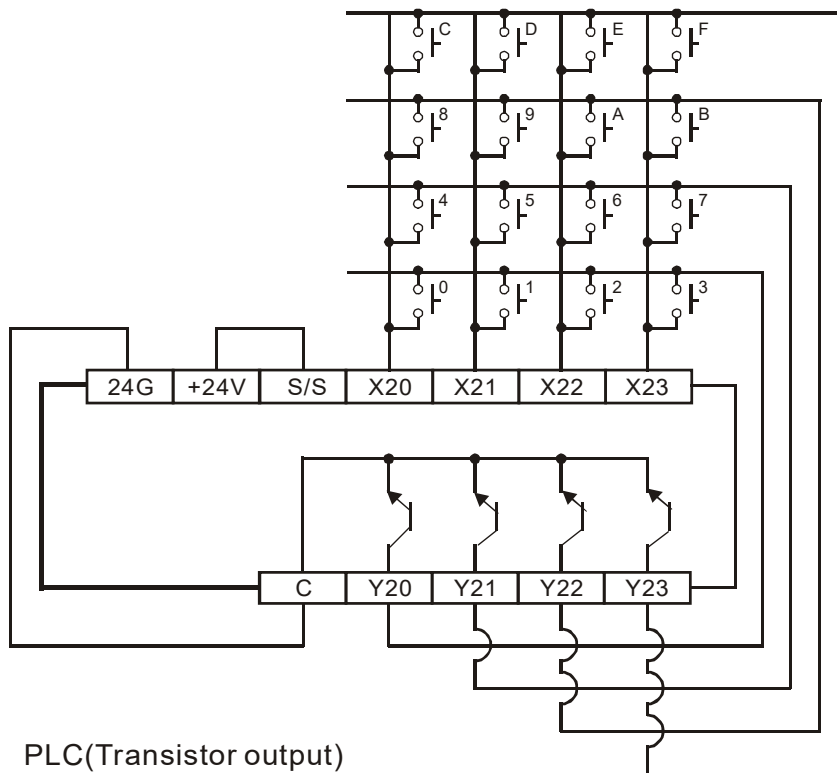 C D E F
8 9 A B
4 5 6 7
0 1 2 3
24G +24V S/S X20 X21 X22 X23
C Y20 Y21 Y22 Y23
PLC(Transistor output)